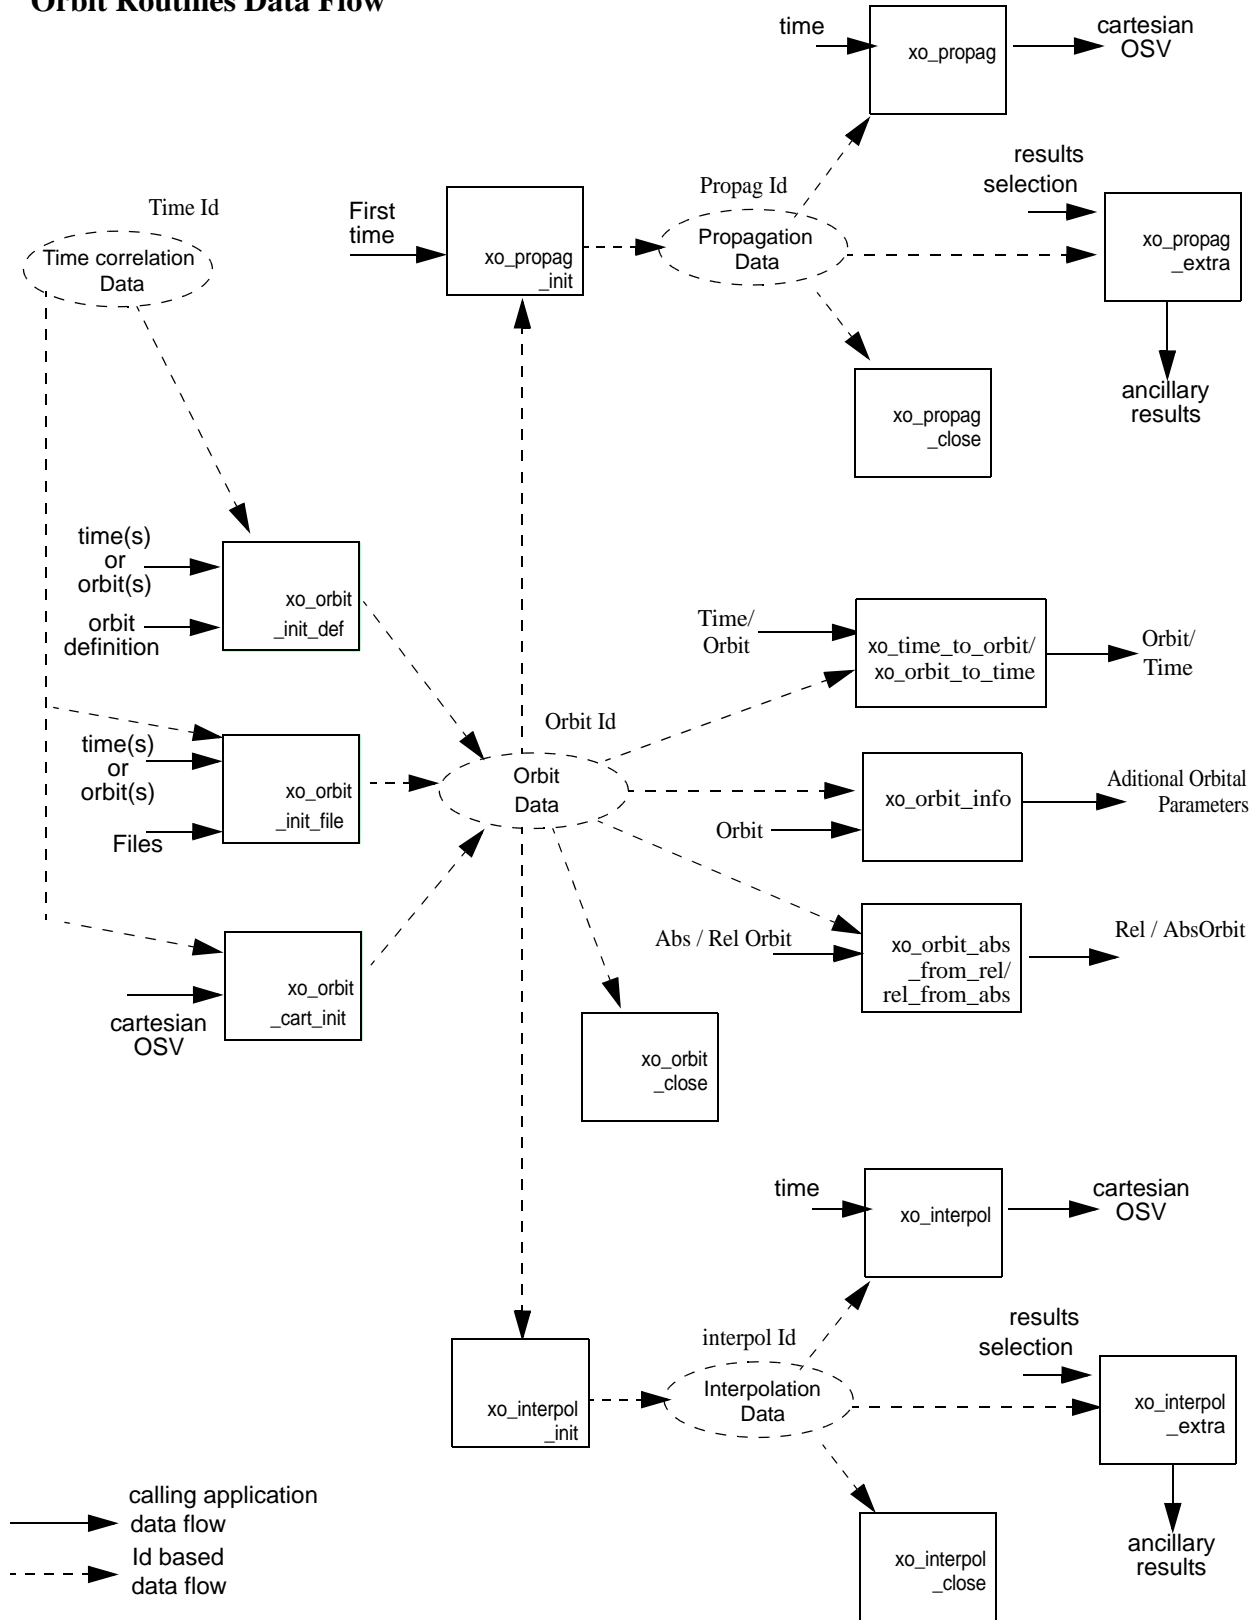 Orbit Routines Data Flow
time
xo_propag
cartesian
OSV
results
selection
Propag Id
Time Id
First
time
xo_propag
_init
Propagation
Data
xo_propag
_extra
Time correlation
Data
ancillary
results
xo_propag
_close
time(s)
or
orbit(s)
orbit
definition
xo_orbit
_init_def
Time/
Orbit
xo_time_to_orbit/
xo_orbit_to_time
Orbit/
Time
Orbit Id
time(s)
or
orbit(s)
Files
xo_orbit
_init_file
Orbit
Data
xo_orbit_info
Orbit
Aditional Orbital
Parameters
Abs / Rel Orbit
xo_orbit_abs
_from_rel/
rel_from_abs
Rel / AbsOrbit
xo_orbit
_cart_init
cartesian
OSV
xo_orbit
_close
time
xo_interpol
cartesian
OSV
results
selection
interpol Id
xo_interpol
_init
Interpolation
Data
xo_interpol
_extra
ancillary
results
xo_interpol
_close
calling application
data flow
Id based
data flow